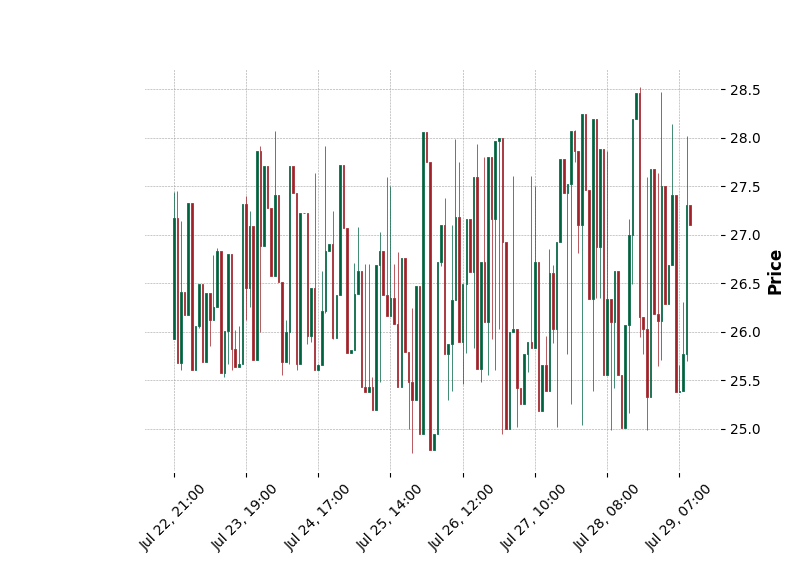 28.5
28.0
27.5
27.0
26.5
26.0
25.5
25.0
Price
Jul 22, 21:00
Jul 23, 19:00
Jul 24, 17:00
Jul 25, 14:00
Jul 26, 12:00
Jul 27, 10:00
Jul 28, 08:00
Jul 29, 07:00